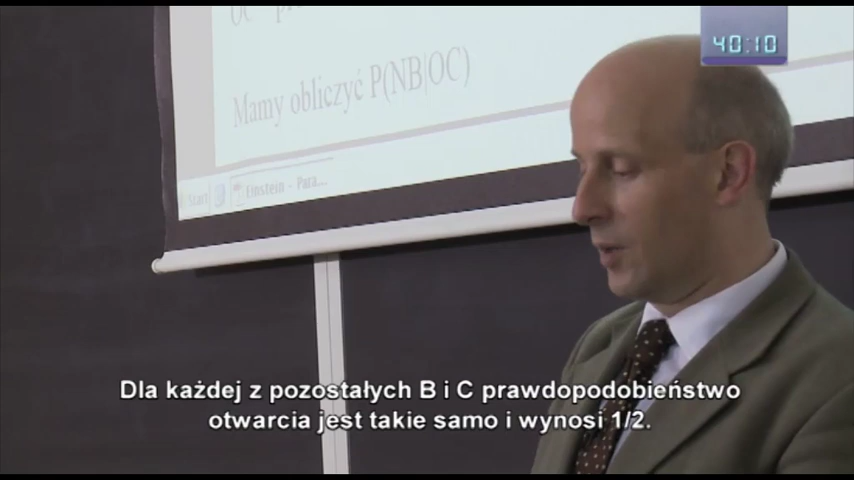 40:10
Mamy obliczyć P(NB|OC)
Start
Einstein - Para...
Dla każdej z pozostałych B i C prawdopodobieństwo
otwarcia jest takie samo i wynosi 1/2.